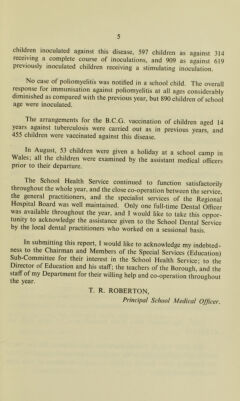 5
children inoculated against this disease, 597 children as against 314
receiving a complete course of inoculations, and 909 as against 619
previously inoculated children receiving a stimulating inoculation.
No case of poliomyelitis was notified in a school child. The overall
response for immunisation against poliomyelitis at all ages considerably
diminished as compared with the previous year, but 890 children of school
age were inoculated.
The arrangements for the B.C.G. vaccination of children aged 14
years against tuberculosis were carried out as in previous years, and
455 children were vaccinated against this disease.
In August, 53 children were given a holiday at a school camp in
Wales; all the children were examined by the assistant medical officers
prior to their departure.
The School Health Service continued to function satisfactorily
throughout the whole year, and the close co-operation between the service,
the general practitioners, and the specialist services of the Regional
Hospital Board was well maintained. Only one full-time Dental Officer
was available throughout the year, and I would like to take this oppor-
tunity to acknowledge the assistance given to the School Dental Service
by the local dental practitioners who worked on a sessional basis.
In submitting this report, I would like to acknowledge my indebted-
ness to the Chairman and Members of the Special Services (Education)
Sub-Committee for their interest in the School Health Service; to the
Director of Education and his staff; the teachers of the Borough, and the
staff of my Department for their willing help and co-operation throughout
the year.
T. R. ROBERTON,
Principal School Medical Officer.